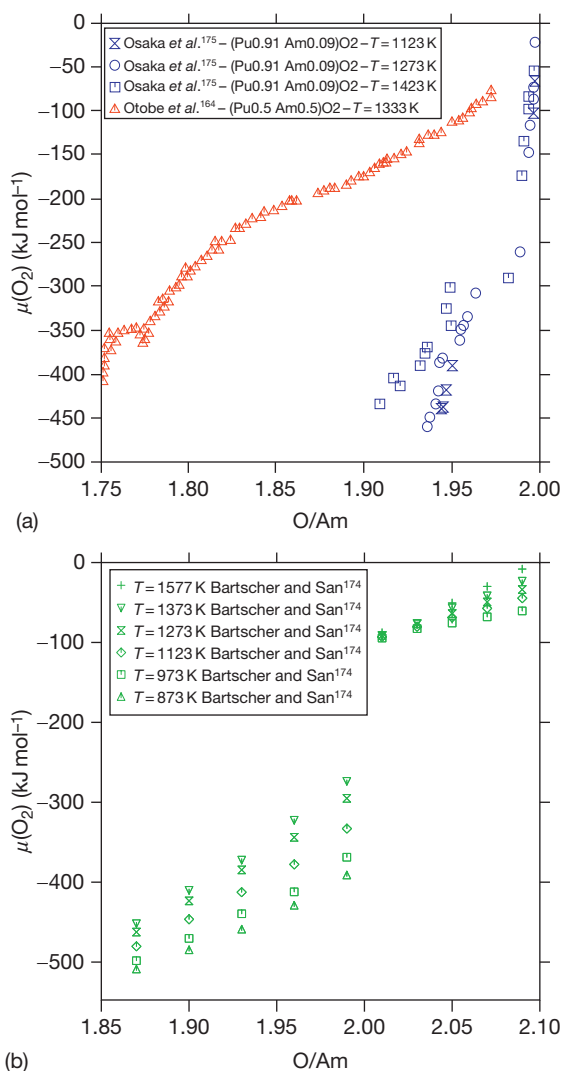 0
−50
−100
−150
−200
−250
−300
−350
−400
−450
−500
μ(O₂) (kJ mol⁻¹)
Osaka et al.¹⁷⁵ – (Pu0.91 Am0.09)O2 – T = 1123 K
Osaka et al.¹⁷⁵ – (Pu0.91 Am0.09)O2 – T = 1273 K
Osaka et al.¹⁷⁵ – (Pu0.91 Am0.09)O2 – T = 1423 K
Otobe et al.¹⁶⁴ – (Pu0.5 Am0.5)O2 – T = 1333 K
1.75 1.80 1.85 1.90 1.95 2.00
(a) O/Am
0
−100
−200
−300
−400
−500
μ(O₂) (kJ mol⁻¹)
T = 1577 K Bartscher and San¹⁷⁴
T = 1373 K Bartscher and San¹⁷⁴
T = 1273 K Bartscher and San¹⁷⁴
T = 1123 K Bartscher and San¹⁷⁴
T = 973 K Bartscher and San¹⁷⁴
T = 873 K Bartscher and San¹⁷⁴
1.85 1.90 1.95 2.00 2.05 2.10
(b) O/Am